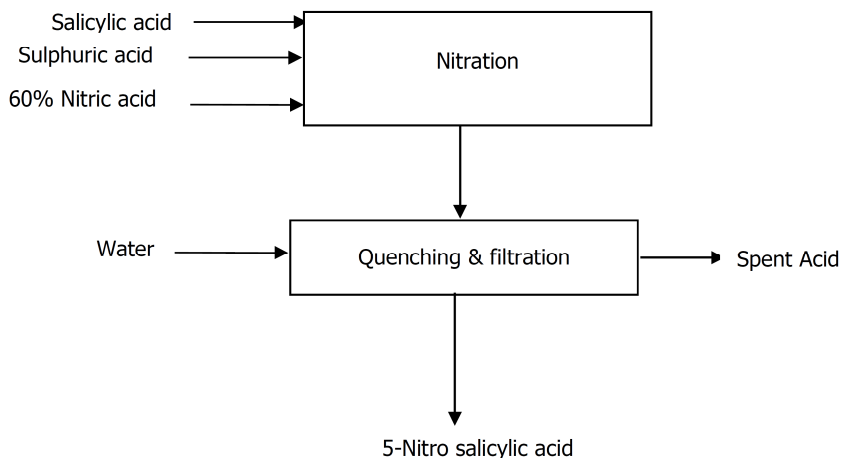 Salicylic acid
Sulphuric acid
Nitration
60% Nitric acid
Water
Quenching & filtration
Spent Acid
5-Nitro salicylic acid